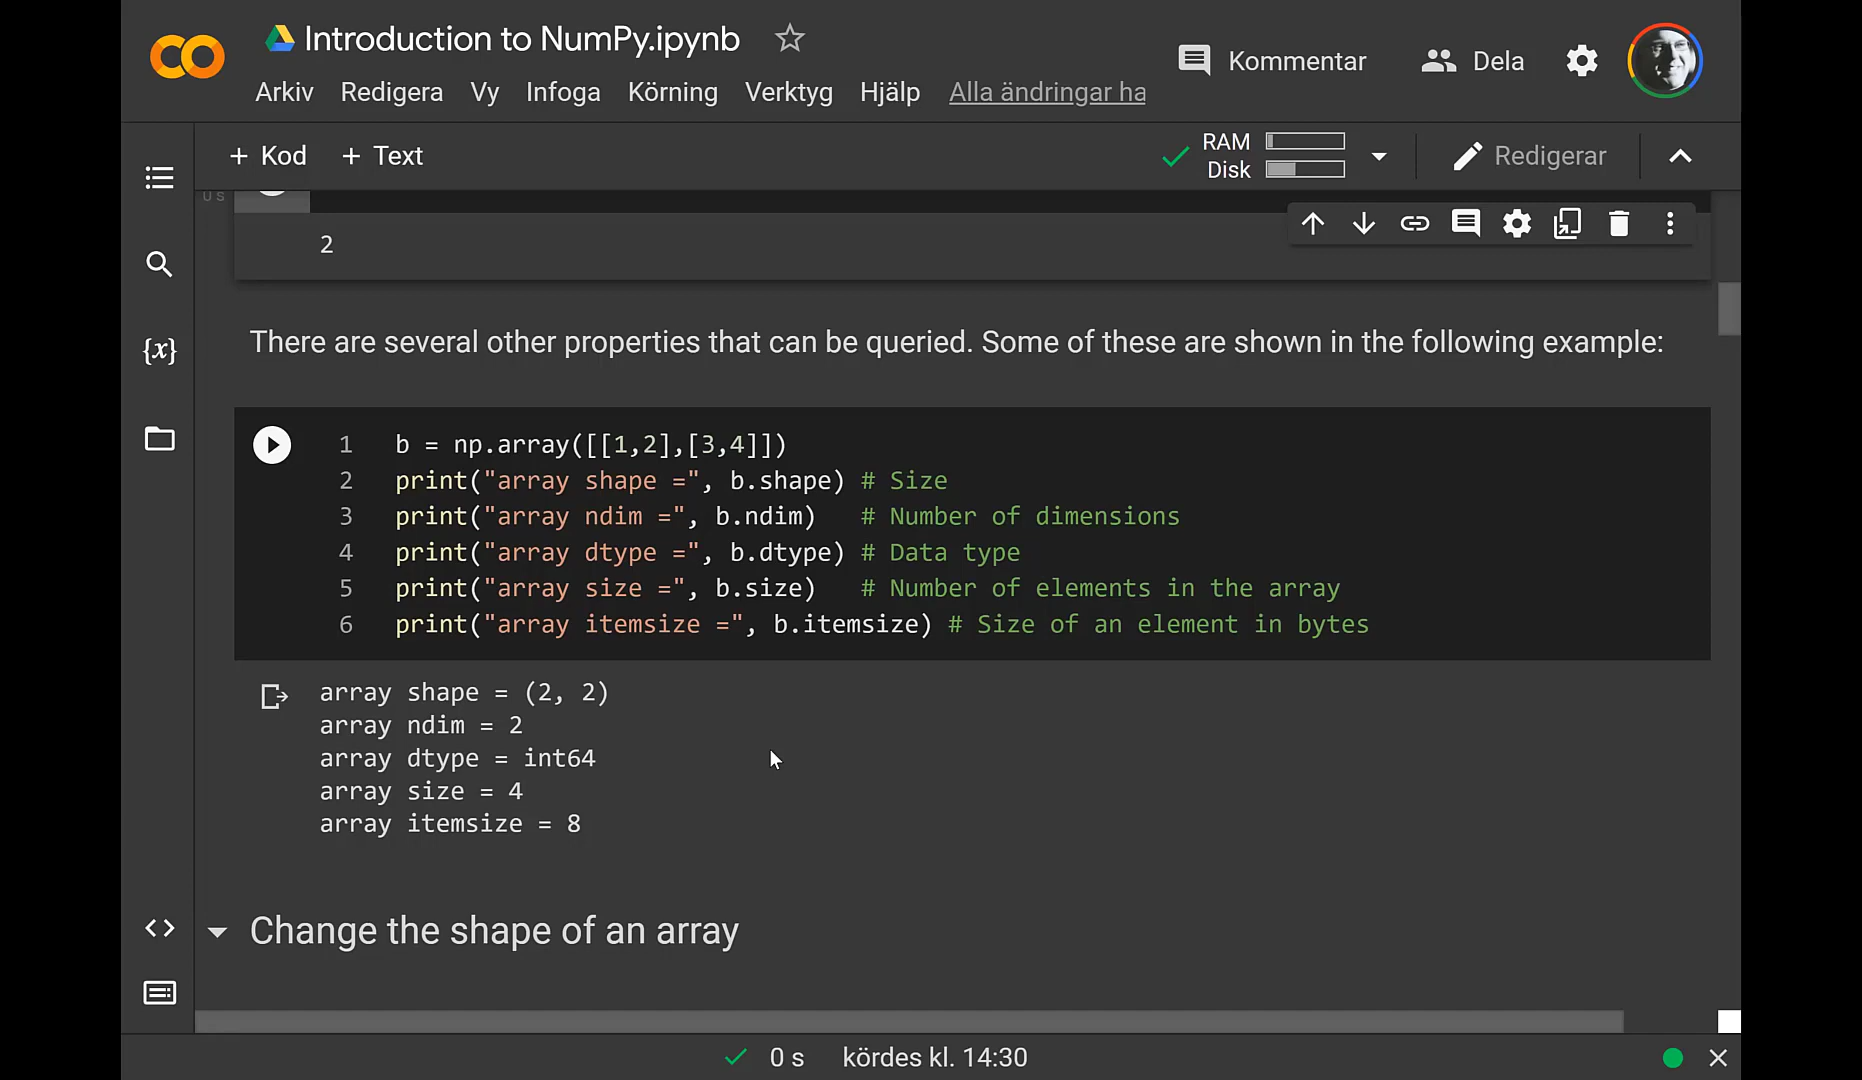 Introduction to NumPy.ipynb
Kommentar
Dela
Arkiv Redigera Vy Infoga Körning Verktyg Hjälp Alla ändringar ha
+ Kod + Text
RAM
Disk
Redigerar
0 s
2
{x}
There are several other properties that can be queried. Some of these are shown in the following example:
1 b = np.array([[1,2],[3,4]])
2 print("array shape =", b.shape) # Size
3 print("array ndim =", b.ndim)   # Number of dimensions
4 print("array dtype =", b.dtype) # Data type
5 print("array size =", b.size)   # Number of elements in the array
6 print("array itemsize =", b.itemsize) # Size of an element in bytes
array shape = (2, 2)
array ndim = 2
array dtype = int64
array size = 4
array itemsize = 8
Change the shape of an array
0 s kördes kl. 14:30